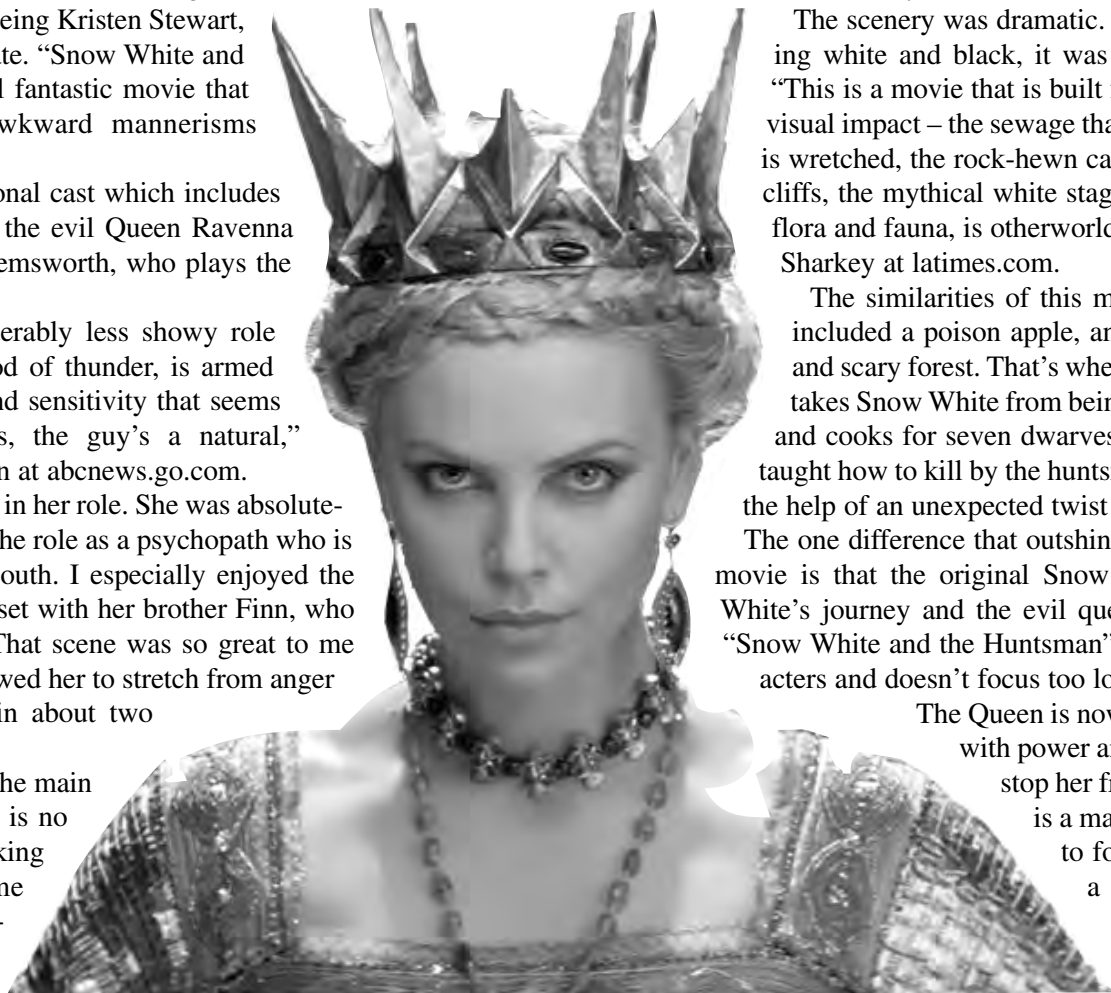 eing Kristen Stewart,
te. “Snow White and
l fantastic movie that
wkward mannerisms
onal cast which includes
the evil Queen Ravenna
emsworth, who plays the
erably less showy role
od of thunder, is armed
nd sensitivity that seems
s, the guy’s a natural,”
n at abcnews.go.com.
in her role. She was absolute-
he role as a psychopath who is
outh. I especially enjoyed the
set with her brother Finn, who
That scene was so great to me
wed her to stretch from anger
in about two
he main
is no
king
ne
-
The scenery was dramatic.
ing white and black, it was
“This is a movie that is built
visual impact – the sewage tha
is wretched, the rock-hewn ca
cliffs, the mythical white stag
flora and fauna, is otherworld
Sharkey at latimes.com.
The similarities of this m
included a poison apple, an
and scary forest. That’s whe
takes Snow White from bein
and cooks for seven dwarves
taught how to kill by the hunts
the help of an unexpected twist
The one difference that outshin
movie is that the original Snow
White’s journey and the evil que
“Snow White and the Huntsman”
acters and doesn’t focus too lo
The Queen is now
with power a
stop her f
is a ma
to fo
a